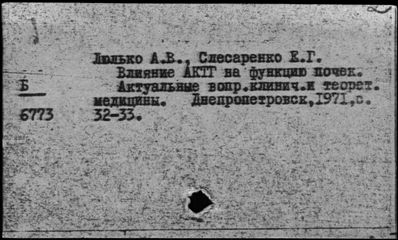 Люлько А.В., Слесаренко Е.Г.
Влияние АКТГ на функцию почек.
Б Актуальные вопр.клинич.и теорет.
медицины. Днепропетровск,1971,с.
6773 32-33.